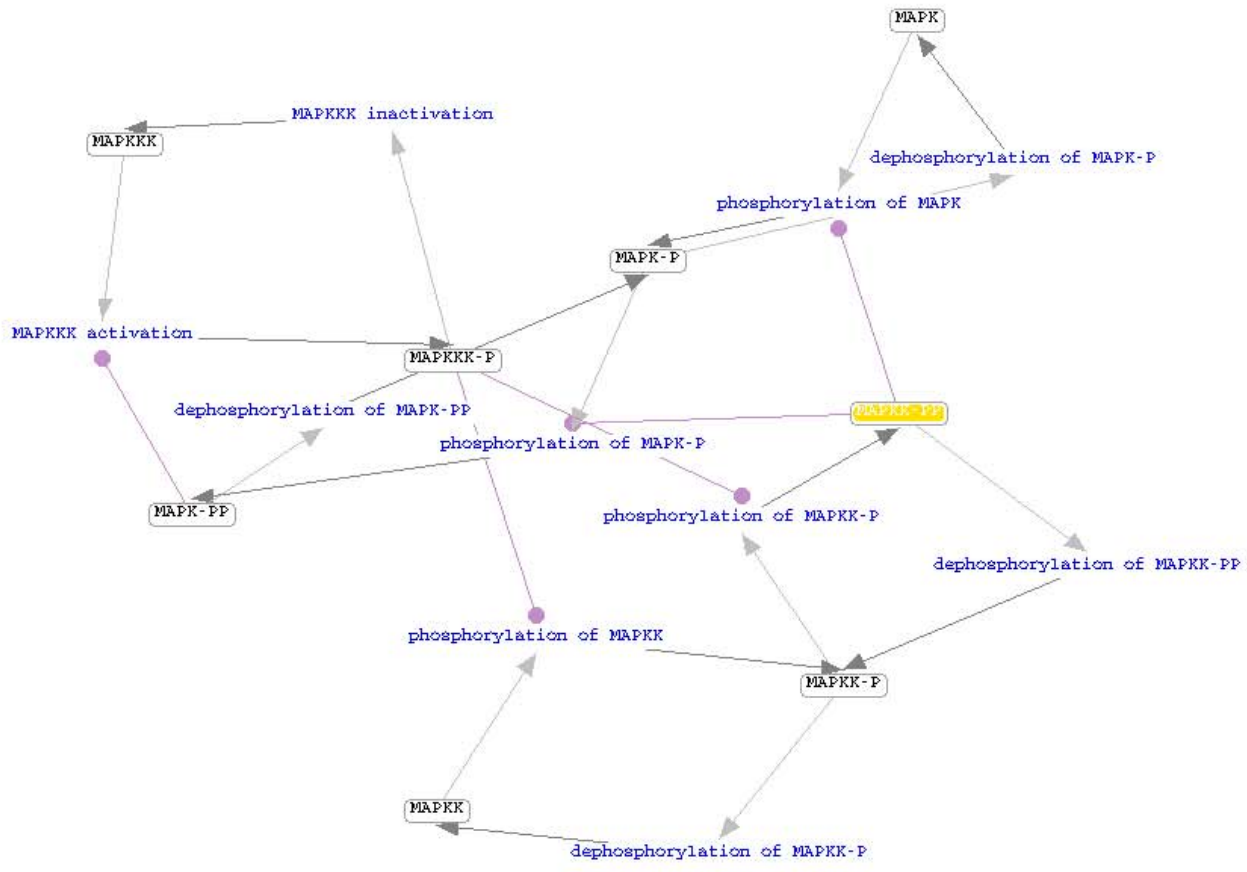 MAPK
MAPKKK inactivation
MAPKKK
dephosphorylation of MAPK-P
phosphorylation of MAPK
MAPK-P
MAPKKK activation
MAPKKK-P
dephosphorylation of MAPK-PP
MAPKK-PP
phosphorylation of MAPK-P
MAPK-PP
phosphorylation of MAPKK-P
dephosphorylation of MAPKK-PP
phosphorylation of MAPKK
MAPKK-P
MAPKK
dephosphorylation of MAPKK-P